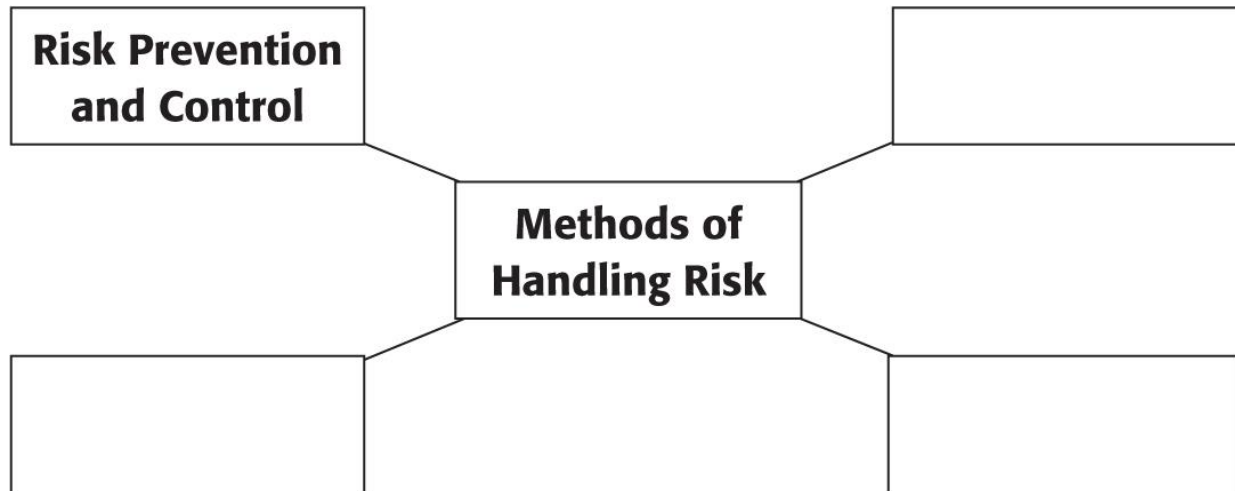 Risk Prevention
and Control
Methods of
Handling Risk